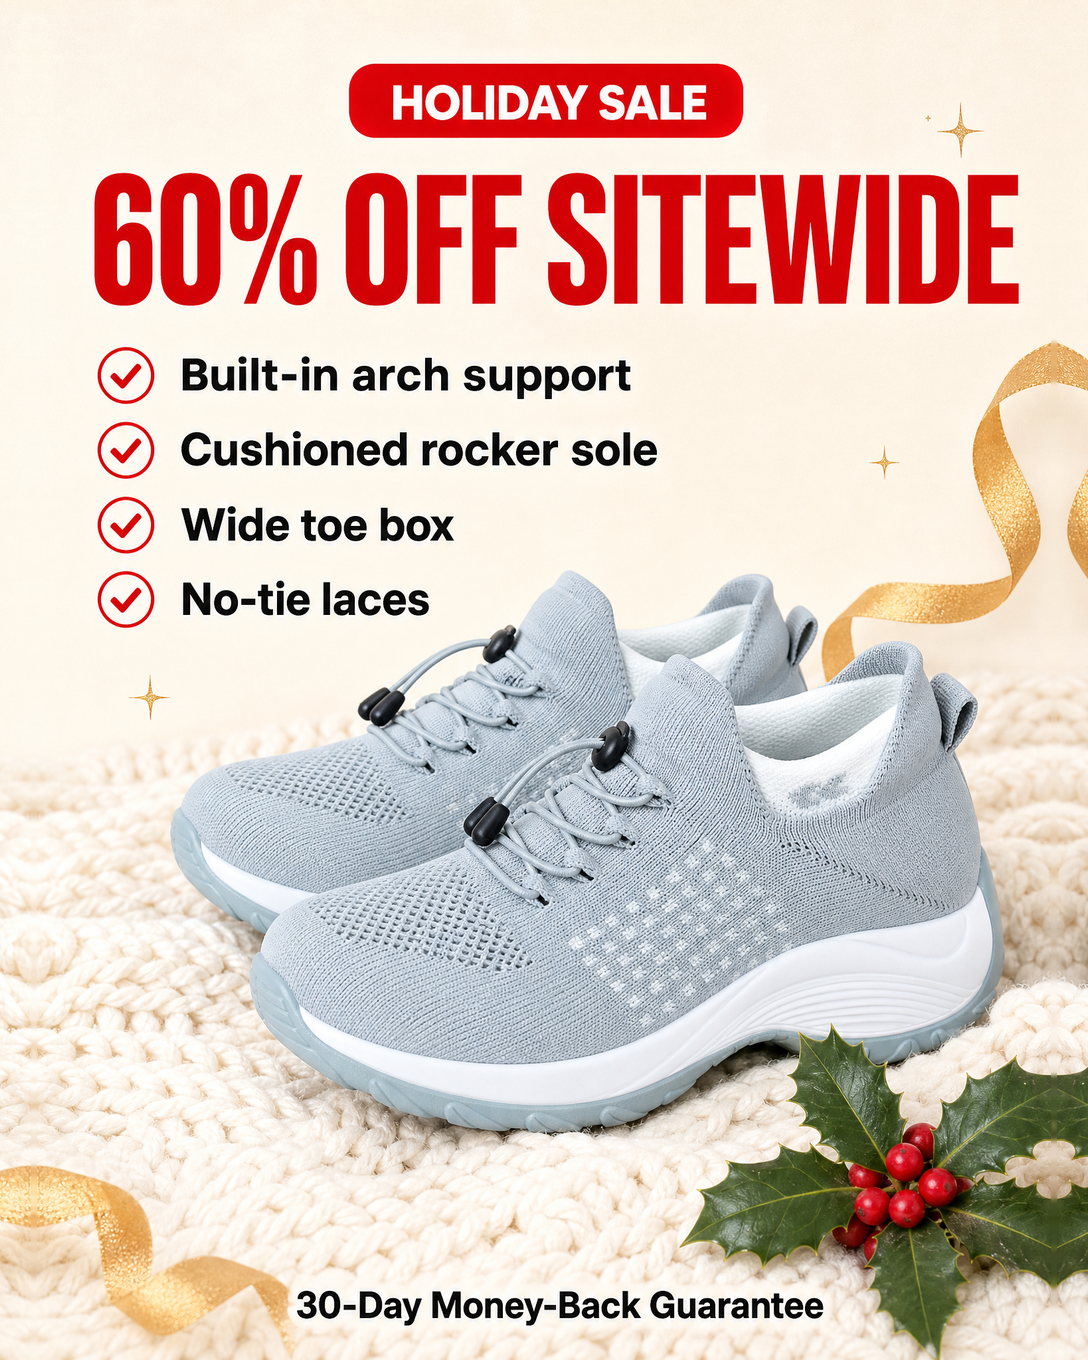 HOLIDAY SALE
60% OFF SITEWIDE
Built-in arch support
Cushioned rocker sole
Wide toe box
No-tie laces
30-Day Money-Back Guarantee